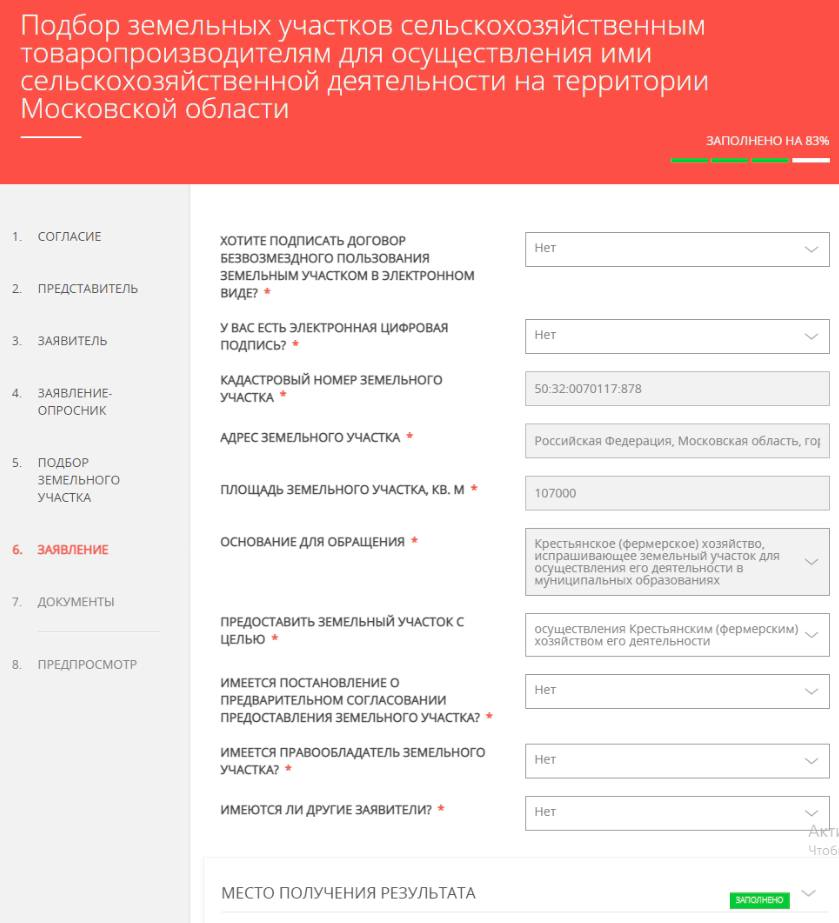 Подбор земельных участков сельскохозяйственным
товаропроизводителям для осуществления ими
сельскохозяйственной деятельности на территории
Московской области
ЗАПОЛНЕНО НА 83%
1. СОГЛАСИЕ
2. ПРЕДСТАВИТЕЛЬ
3. ЗАЯВИТЕЛЬ
4. ЗАЯВЛЕНИЕ-
ОПРОСНИК
5. ПОДБОР
ЗЕМЕЛЬНОГО
УЧАСТКА
6. ЗАЯВЛЕНИЕ
7. ДОКУМЕНТЫ
8. ПРЕДПРОСМОТР
ХОТИТЕ ПОДПИСАТЬ ДОГОВОР
БЕЗВОЗМЕЗДНОГО ПОЛЬЗОВАНИЯ
ЗЕМЕЛЬНЫМ УЧАСТКОМ В ЭЛЕКТРОННОМ
ВИДЕ? *
Нет
У ВАС ЕСТЬ ЭЛЕКТРОННАЯ ЦИФРОВАЯ
ПОДПИСЬ? *
Нет
КАДАСТРОВЫЙ НОМЕР ЗЕМЕЛЬНОГО
УЧАСТКА *
50:32:0070117:878
АДРЕС ЗЕМЕЛЬНОГО УЧАСТКА *
Российская Федерация, Московская область, гор
ПЛОЩАДЬ ЗЕМЕЛЬНОГО УЧАСТКА, КВ. М *
107000
ОСНОВАНИЕ ДЛЯ ОБРАЩЕНИЯ *
Крестьянское (фермерское) хозяйство,
испрашивающее земельный участок для
осуществления его деятельности в
муниципальных образованиях
ПРЕДОСТАВИТЬ ЗЕМЕЛЬНЫЙ УЧАСТОК С
ЦЕЛЬЮ *
осуществления Крестьянским (фермерским)
хозяйством его деятельности
ИМЕЕТСЯ ПОСТАНОВЛЕНИЕ О
ПРЕДВАРИТЕЛЬНОМ СОГЛАСОВАНИИ
ПРЕДОСТАВЛЕНИЯ ЗЕМЕЛЬНОГО УЧАСТКА? *
Нет
ИМЕЕТСЯ ПРАВООБЛАДАТЕЛЬ ЗЕМЕЛЬНОГО
УЧАСТКА? *
Нет
ИМЕЮТСЯ ЛИ ДРУГИЕ ЗАЯВИТЕЛИ? *
Нет
Акти
Чтобы
МЕСТО ПОЛУЧЕНИЯ РЕЗУЛЬТАТА
ЗАПОЛНЕНО